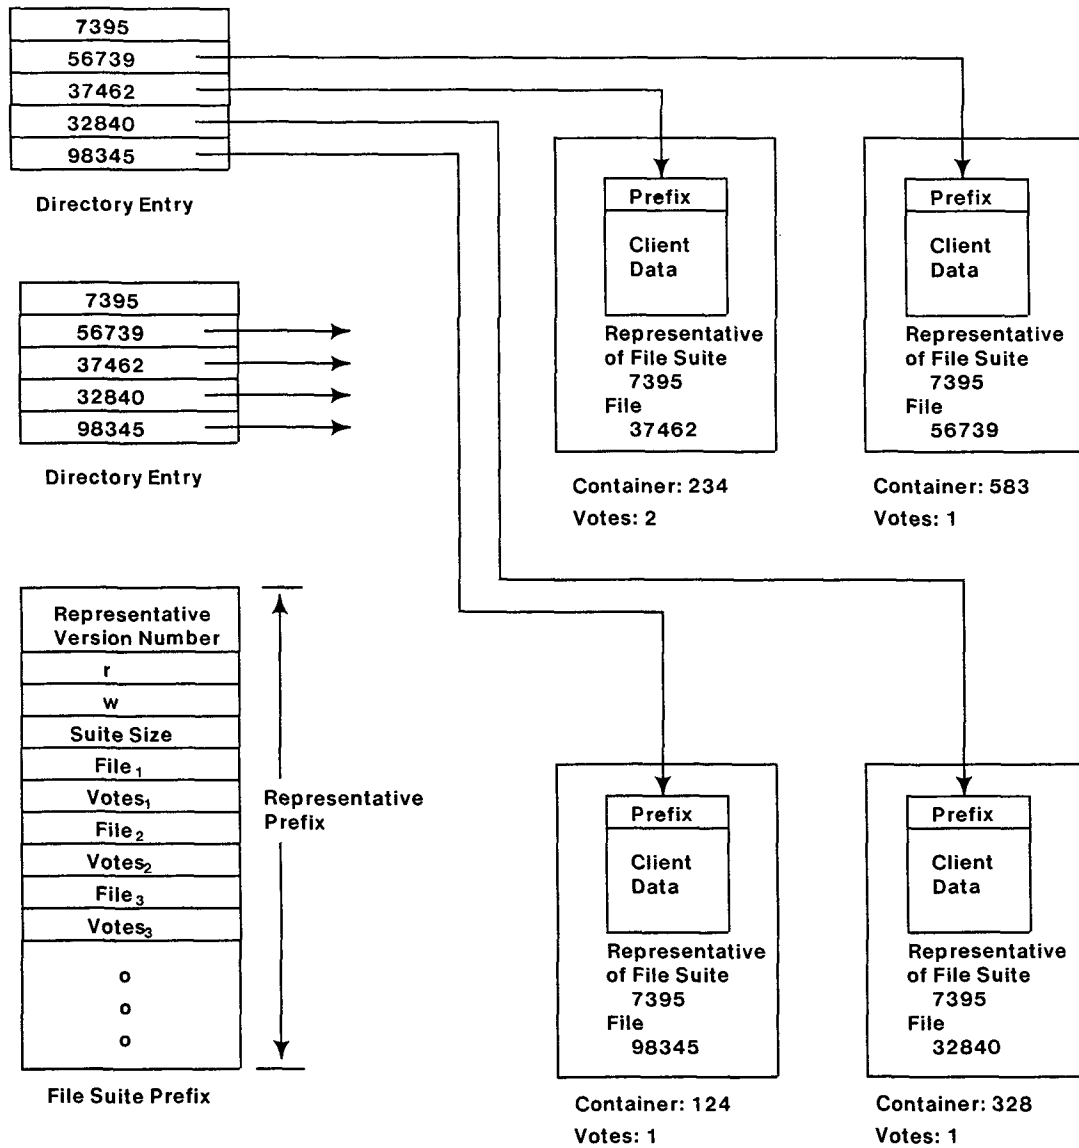 7395
56739
37462
32840
98345
Directory Entry
7395
56739
37462
32840
98345
Directory Entry
Representative
Version Number
r
w
Suite Size
File₁
Votes₁
File₂
Votes₂
File₃
Votes₃
o
o
o
File Suite Prefix
Representative
Prefix
Prefix
Client
Data
Representative
of File Suite
7395
File
37462
Container: 234
Votes: 2
Prefix
Client
Data
Representative
of File Suite
7395
File
56739
Container: 583
Votes: 1
Prefix
Client
Data
Representative
of File Suite
7395
File
98345
Container: 124
Votes: 1
Prefix
Client
Data
Representative
of File Suite
7395
File
32840
Container: 328
Votes: 1